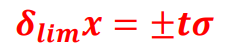 δ_lim x = ±tσ